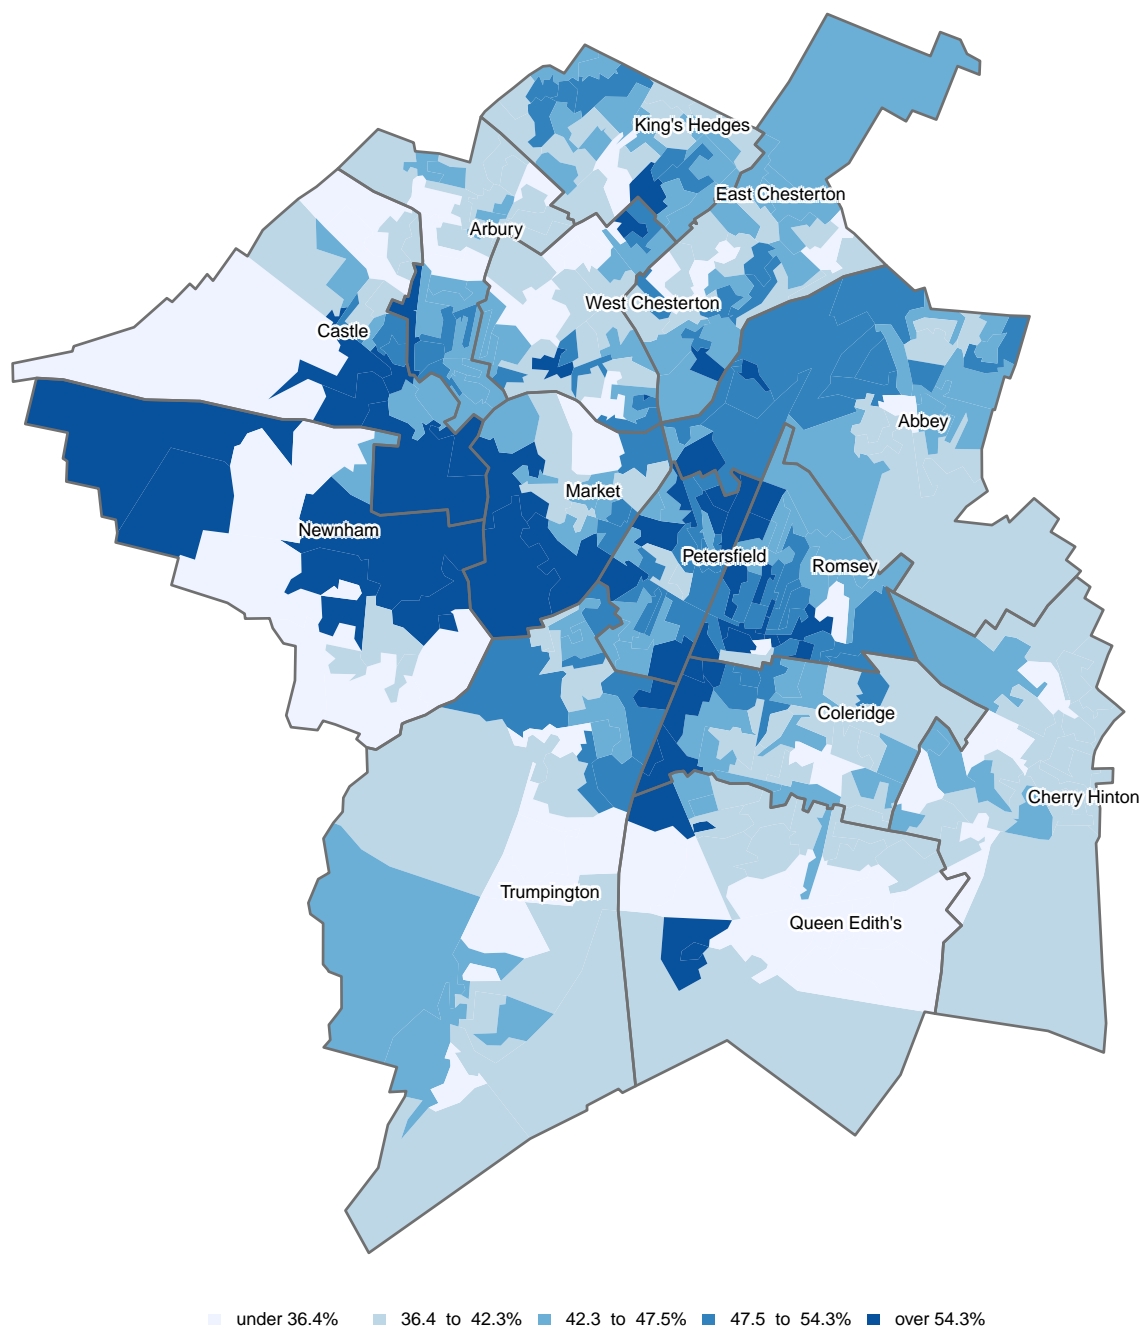 King's Hedges
East Chesterton
Arbury
West Chesterton
Castle
Abbey
Market
Newnham
Petersfield
Romsey
Coleridge
Cherry Hinton
Trumpington
Queen Edith's
under 36.4% 36.4 to 42.3% 42.3 to 47.5% 47.5 to 54.3% over 54.3%